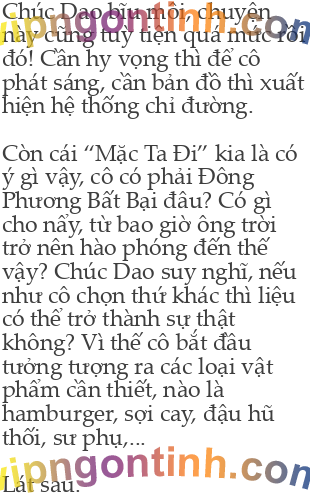 Chúc Dao bĩu môi, chuyện
này cũng tùy tiện quá mức rồi
đó! Cần hy vọng thì để cô
phát sáng, cần bản đồ thì xuất
hiện hệ thống chỉ đường.

Còn cái “Mặc Ta Đi” kia là có
ý gì vậy, cô có phải Đông
Phương Bất Bại đâu? Có gì
cho nấy, từ bao giờ ông trời
trở nên hào phóng đến thế
vậy? Chúc Dao suy nghĩ, nếu
như cô chọn thứ khác thì liệu
có thể trở thành sự thật
không? Vì thế cô bắt đầu
tưởng tượng ra các loại vật
phẩm cần thiết, nào là
hamburger, sợi cay, đậu hũ
thối, sư phụ,...
vipngontinh.com
Lát sau.